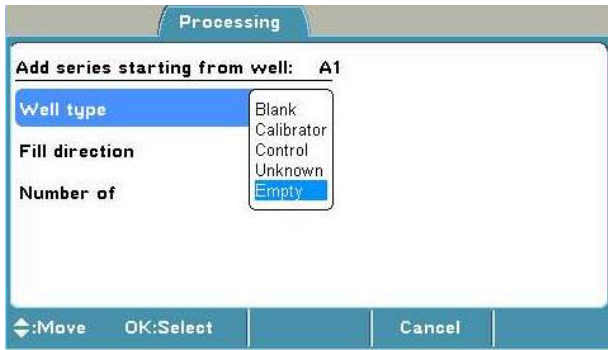 Processing
Add series starting from well: A1
Well type
Blank
Calibrator
Control
Unknown
Empty
Fill direction
Number of
:Move OK:Select Cancel